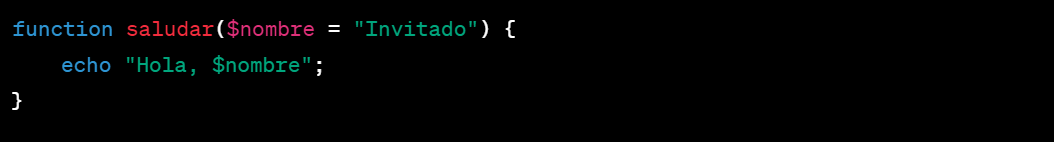 function saludar($nombre = "Invitado") {
    echo "Hola, $nombre";
}